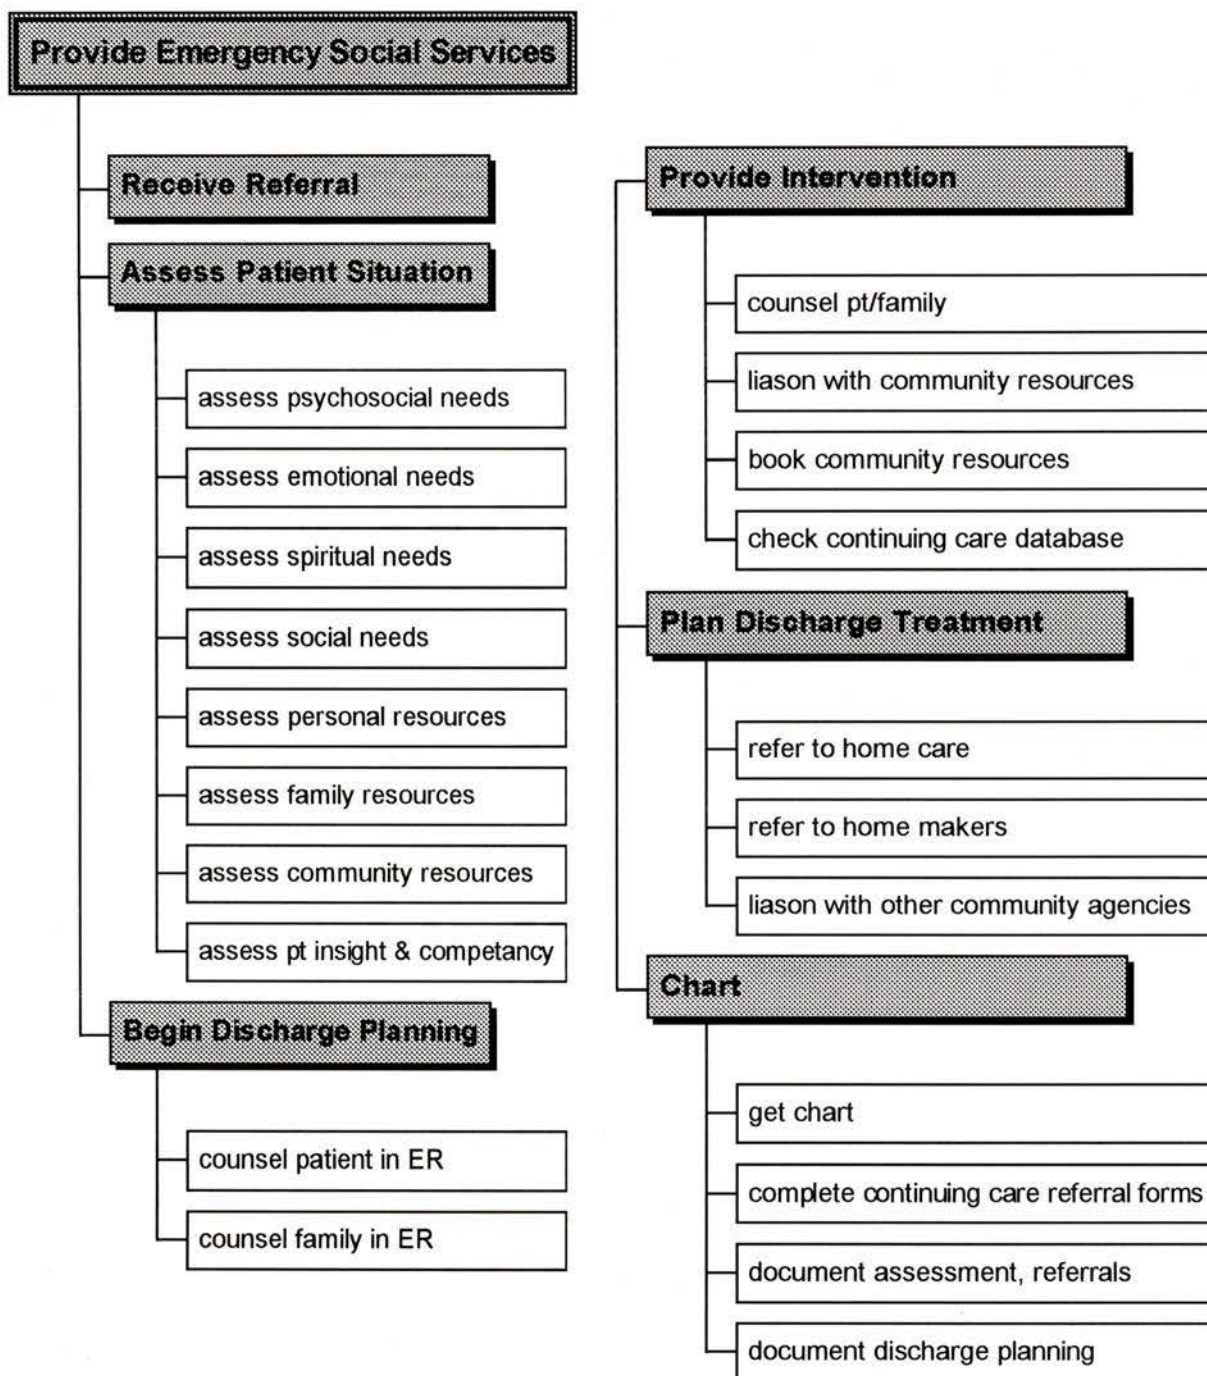 Provide Emergency Social Services
Receive Referral
Assess Patient Situation
assess psychosocial needs
assess emotional needs
assess spiritual needs
assess social needs
assess personal resources
assess family resources
assess community resources
assess pt insight & competancy
Begin Discharge Planning
counsel patient in ER
counsel family in ER
Provide Intervention
counsel pt/family
liason with community resources
book community resources
check continuing care database
Plan Discharge Treatment
refer to home care
refer to home makers
liason with other community agencies
Chart
get chart
complete continuing care referral forms
document assessment, referrals
document discharge planning